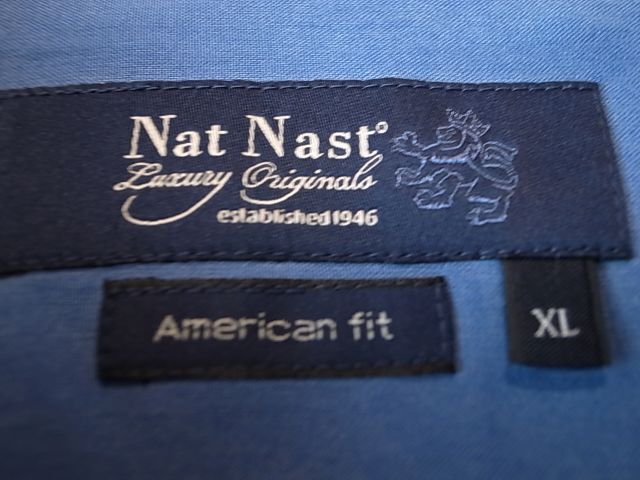 Nat Nast®
Luxury Originals
established1946
American fit
XL